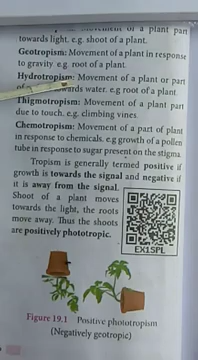 Movement of a plant part
towards light. e.g. shoot of a plant.
Geotropism: Movement of a plant in response
to gravity e.g. root of a plant.
Hydrotropism: Movement of a plant or part
towards water. e.g root of a plant.
Thigmotropism: Movement of a plant part
due to touch. e.g. climbing vines.
Chemotropism: Movement of a part of plant
in response to chemicals. e.g growth of a pollen
tube in response to sugar present on the stigma.
Tropism is generally termed positive if
growth is towards the signal and negative if
it is away from the signal.
Shoot of a plant moves
towards the light, the roots
move away. Thus the shoots
are positively phototropic.
EX1SPL
Figure 19.1 Positive phototropism
(Negatively geotropic)